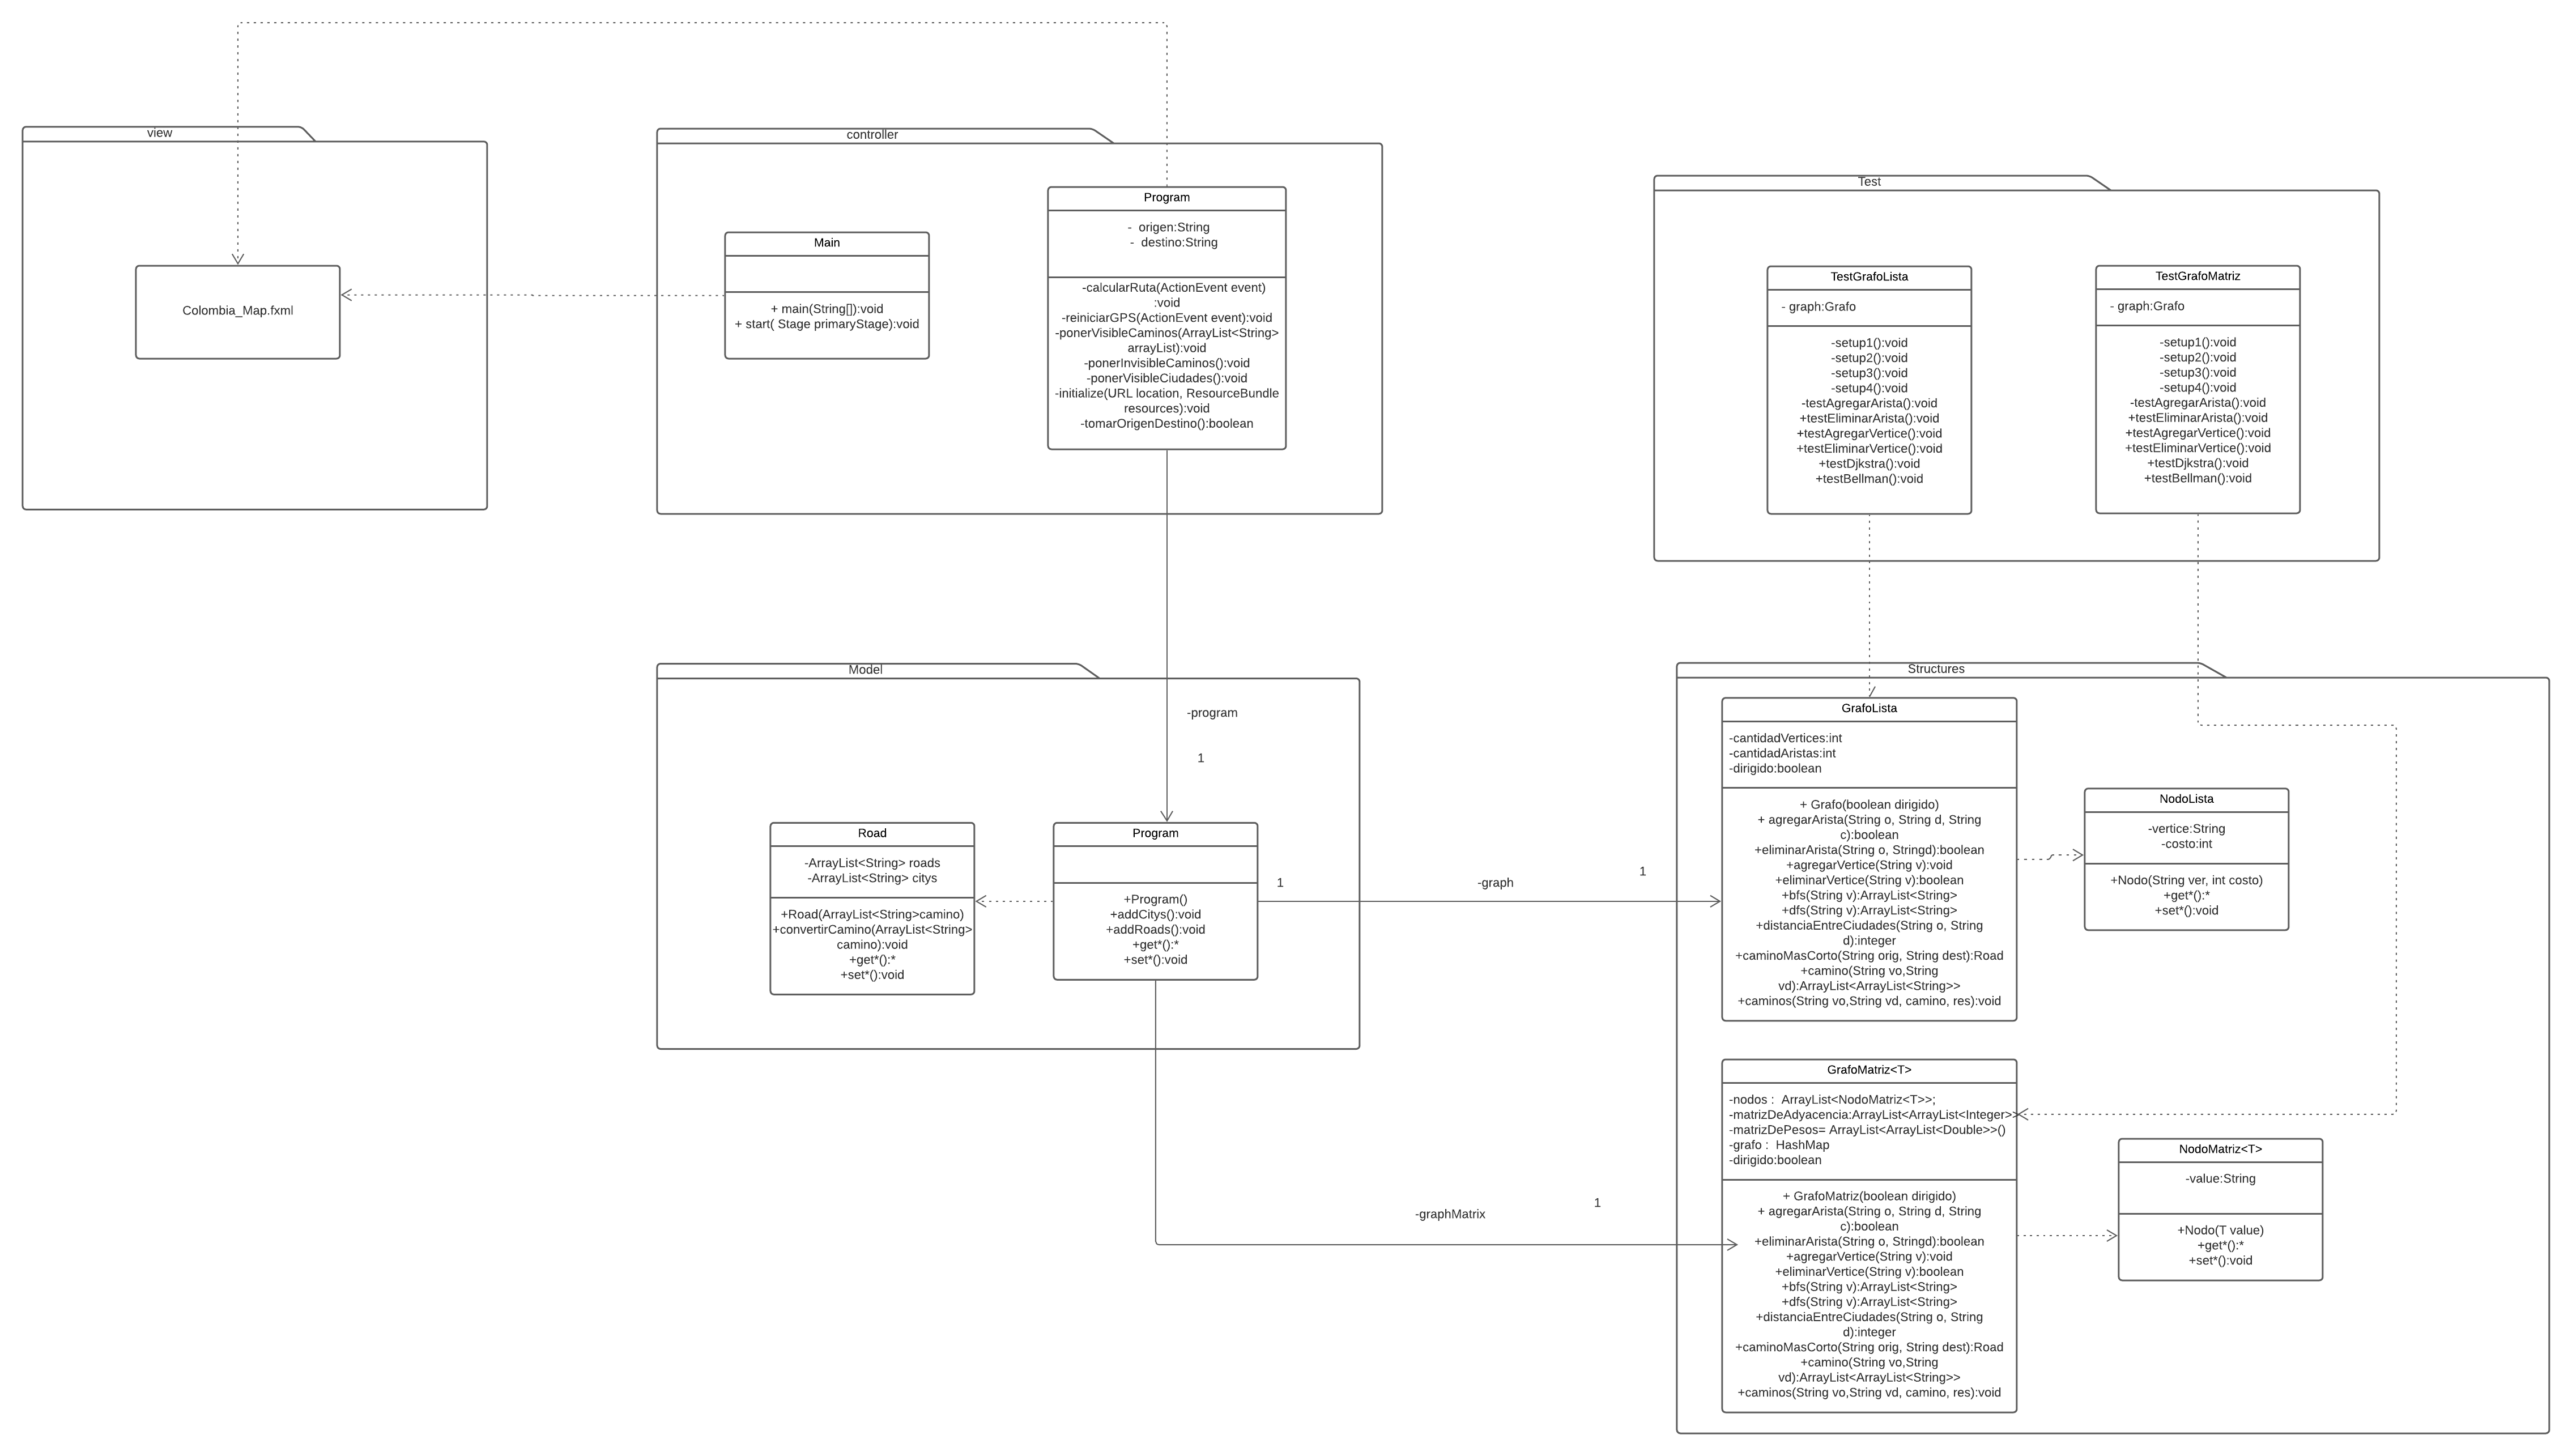 view
Colombia_Map.fxml
controller
Main
+ main(String[]):void
+ start( Stage primaryStage):void
Program
- origen:String
- destino:String
-calcularRuta(ActionEvent event)
:void
-reiniciarGPS(ActionEvent event):void
-ponerVisibleCaminos(ArrayList<String>
arrayList):void
-ponerInvisibleCaminos():void
-ponerVisibleCiudades():void
-initialize(URL location, ResourceBundle
resources):void
-tomarOrigenDestino():boolean
Test
TestGrafoLista
- graph:Grafo
-setup1():void
-setup2():void
-setup3():void
-setup4():void
-testAgregarArista():void
+testEliminarArista():void
+testAgregarVertice():void
+testEliminarVertice():void
+testDjkstra():void
+testBellman():void
TestGrafoMatriz
- graph:Grafo
-setup1():void
-setup2():void
-setup3():void
-setup4():void
-testAgregarArista():void
+testEliminarArista():void
+testAgregarVertice():void
+testEliminarVertice():void
+testDjkstra():void
+testBellman():void
Model
-program
1
Road
-ArrayList<String> roads
-ArrayList<String> citys
+Road(ArrayList<String>camino)
+convertirCamino(ArrayList<String>
camino):void
+get*():*
+set*():void
Program
+Program()
+addCitys():void
+addRoads():void
+get*():*
+set*():void
1
-graph
1
-graphMatrix
1
Structures
GrafoLista
-cantidadVertices:int
-cantidadAristas:int
-dirigido:boolean
+ Grafo(boolean dirigido)
+ agregarArista(String o, String d, String
c):boolean
+eliminarArista(String o, Stringd):boolean
+agregarVertice(String v):void
+eliminarVertice(String v):boolean
+bfs(String v):ArrayList<String>
+dfs(String v):ArrayList<String>
+distanciaEntreCiudades(String o, String
d):integer
+caminoMasCorto(String orig, String dest):Road
+camino(String vo,String
vd):ArrayList<ArrayList<String>>
+caminos(String vo,String vd, camino, res):void
NodoLista
-vertice:String
-costo:int
+Nodo(String ver, int costo)
+get*():*
+set*():void
GrafoMatriz<T>
-nodos :  ArrayList<NodoMatriz<T>>;
-matrizDeAdyacencia:ArrayList<ArrayList<Integer>>
-matrizDePesos= ArrayList<ArrayList<Double>>()
-grafo :  HashMap
-dirigido:boolean
+ GrafoMatriz(boolean dirigido)
+ agregarArista(String o, String d, String
c):boolean
+eliminarArista(String o, Stringd):boolean
+agregarVertice(String v):void
+eliminarVertice(String v):boolean
+bfs(String v):ArrayList<String>
+dfs(String v):ArrayList<String>
+distanciaEntreCiudades(String o, String
d):integer
+caminoMasCorto(String orig, String dest):Road
+camino(String vo,String
vd):ArrayList<ArrayList<String>>
+caminos(String vo,String vd, camino, res):void
NodoMatriz<T>
-value:String
+Nodo(T value)
+get*():*
+set*():void